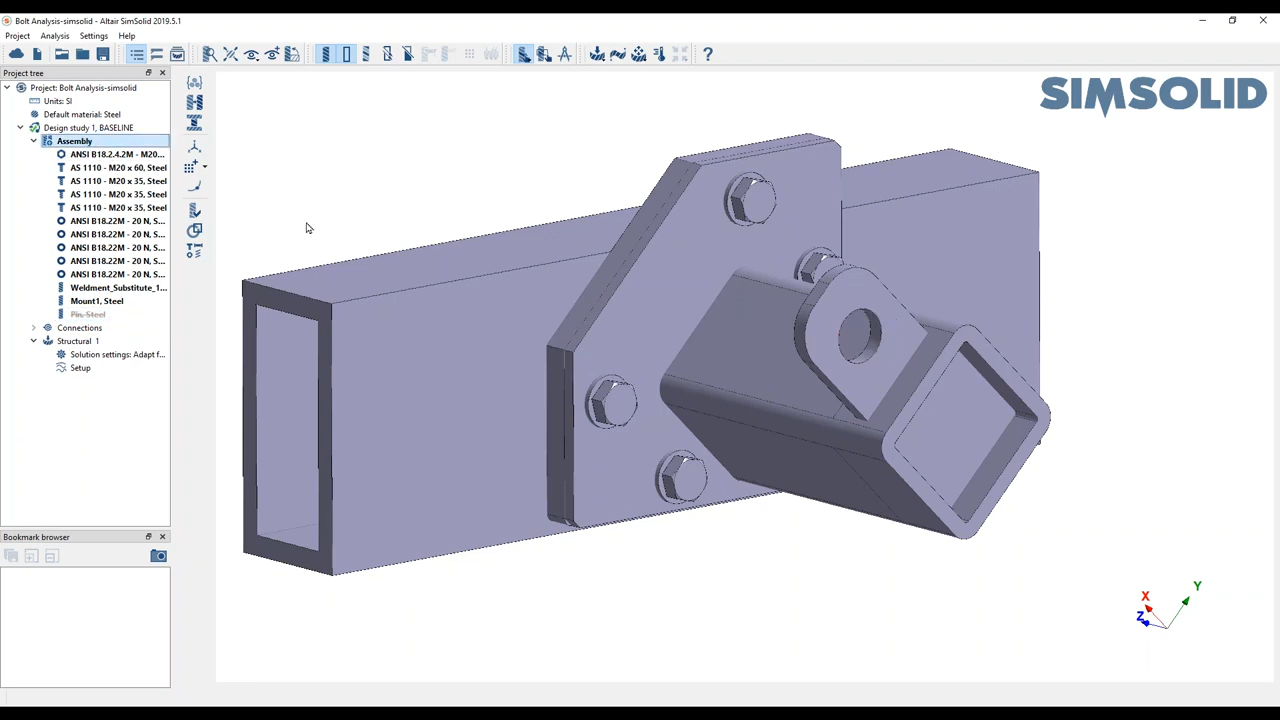 Bolt Analysis-simsolid - Altair SimSolid 2019.5.1
Project Analysis Settings Help
Project tree
Project: Bolt Analysis-simsolid
Units: SI
Default material: Steel
Design study 1, BASELINE
Assembly
ANSI B18.2.4.2M - M20...
AS 1110 - M20 x 60, Steel
AS 1110 - M20 x 35, Steel
AS 1110 - M20 x 35, Steel
AS 1110 - M20 x 35, Steel
ANSI B18.22M - 20 N, S...
ANSI B18.22M - 20 N, S...
ANSI B18.22M - 20 N, S...
ANSI B18.22M - 20 N, S...
ANSI B18.22M - 20 N, S...
Weldment_Substitute_1...
Mount1, Steel
Pin, Steel
Connections
Structural 1
Solution settings: Adapt f...
Setup
Bookmark browser
SIMSOLID
Y
X
Z